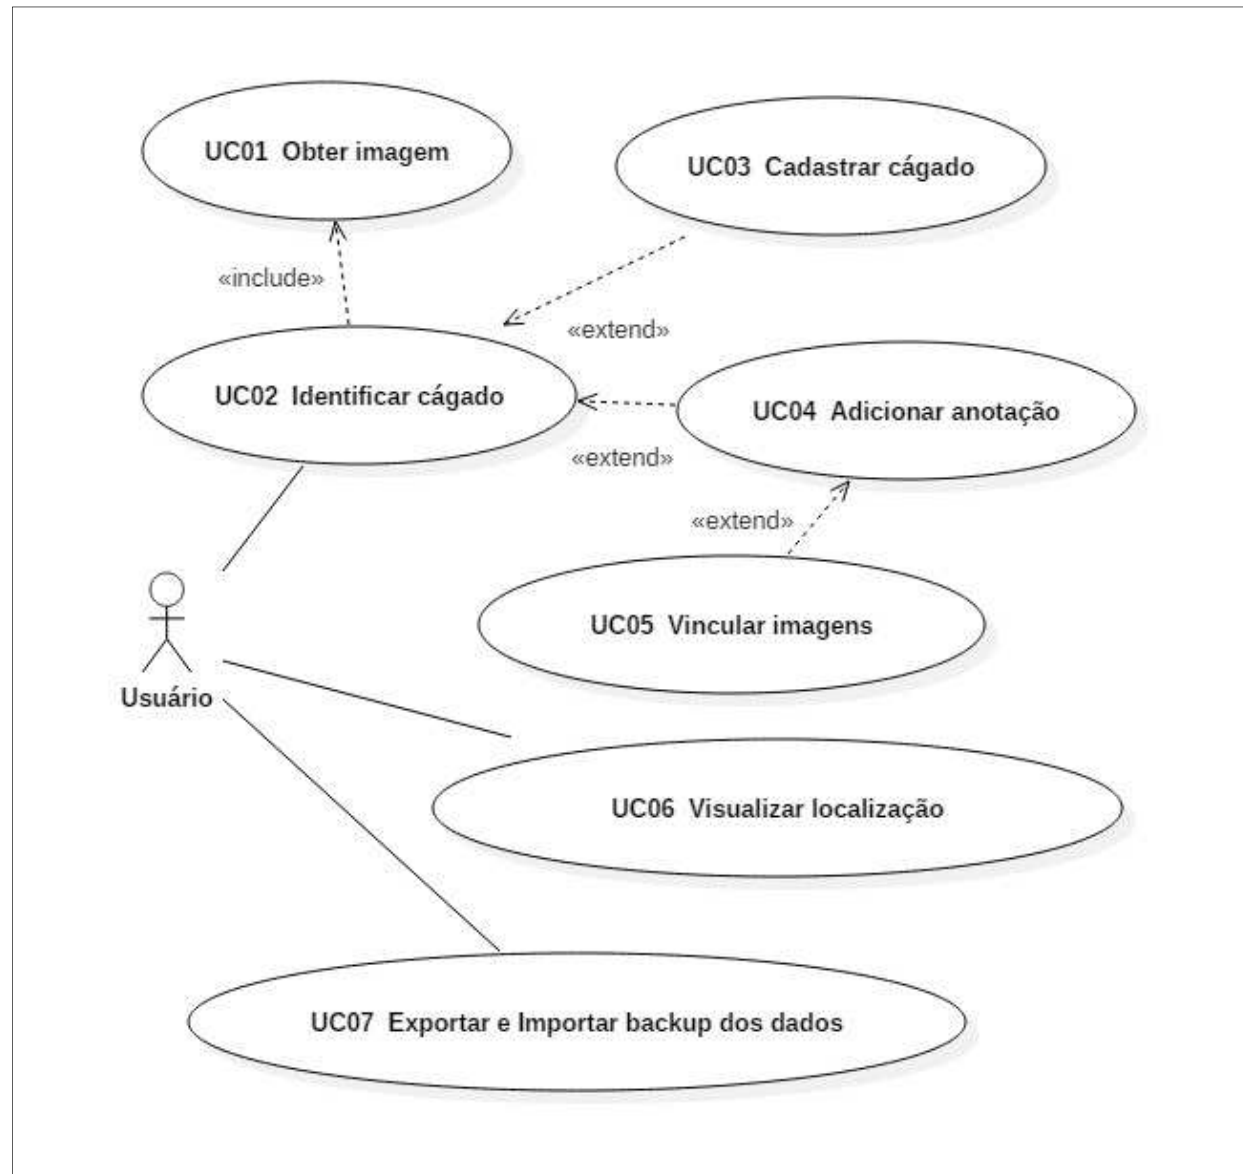 UC01 Obter imagem
UC03 Cadastrar cágado
«include»
«extend»
UC02 Identificar cágado
UC04 Adicionar anotação
«extend»
«extend»
UC05 Vincular imagens
Usuário
UC06 Visualizar localização
UC07 Exportar e Importar backup dos dados